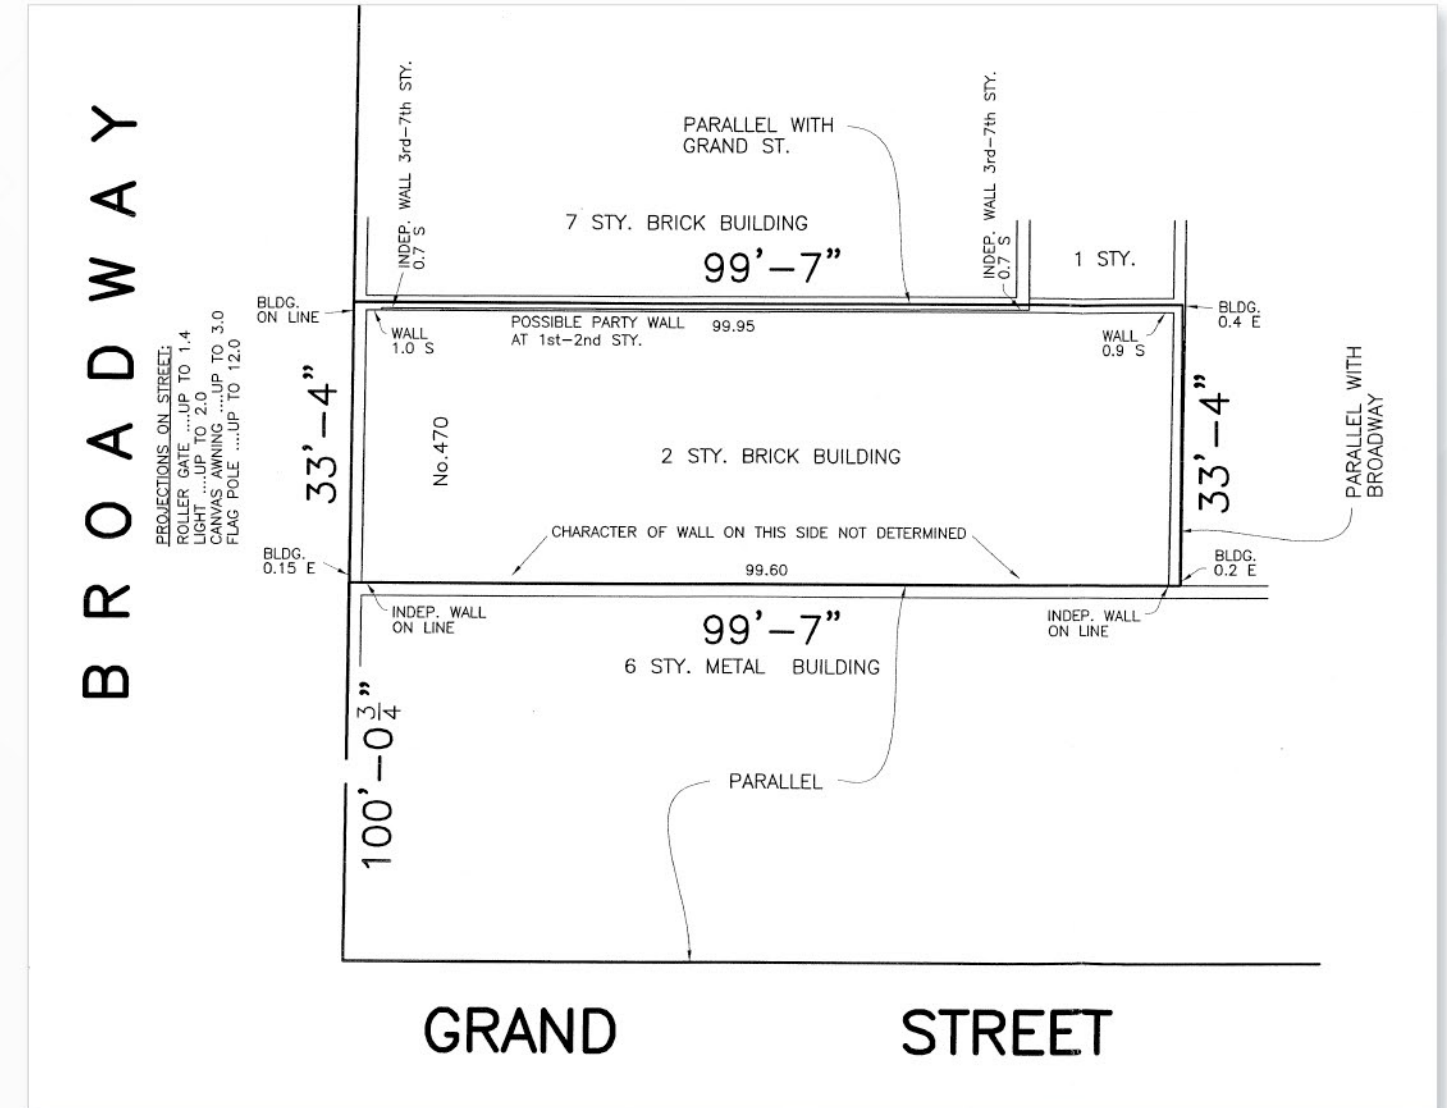 BROADWAY
PROJECTIONS ON STREET:
ROLLER GATE ....UP TO 1.4
LIGHT ....UP TO 2.0
CANVAS AWNING ....UP TO 3.0
FLAG POLE ....UP TO 12.0
INDEP. WALL 3rd-7th STY.
0.7 S
PARALLEL WITH
GRAND ST.
INDEP. WALL 3rd-7th STY.
0.7 S
7 STY. BRICK BUILDING
99'-7"
1 STY.
BLDG.
ON LINE
WALL
1.0 S
POSSIBLE PARTY WALL
AT 1st-2nd STY.
99.95
WALL
0.9 S
BLDG.
0.4 E
33'-4"
No.470
2 STY. BRICK BUILDING
33'-4"
PARALLEL WITH
BROADWAY
CHARACTER OF WALL ON THIS SIDE NOT DETERMINED
BLDG.
0.15 E
99.60
BLDG.
0.2 E
INDEP. WALL
ON LINE
99'-7"
INDEP. WALL
ON LINE
6 STY. METAL BUILDING
100'-0 3/4"
PARALLEL
GRAND STREET